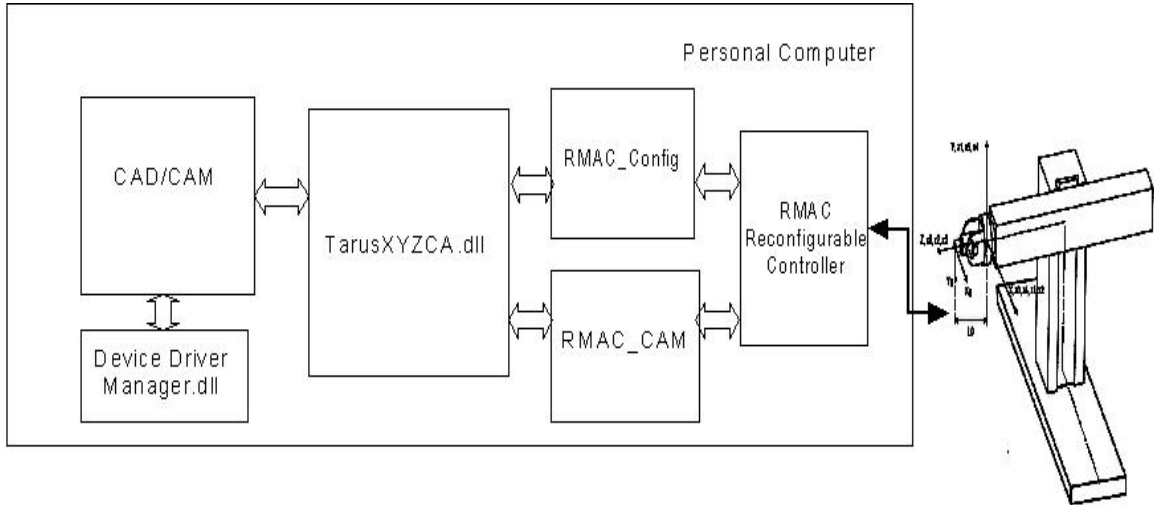 Personal Computer
CAD/CAM
Device Driver
Manager.dll
TarusXYZCA.dll
RMAC_Config
RMAC_CAM
RMAC
Reconfigurable
Controller